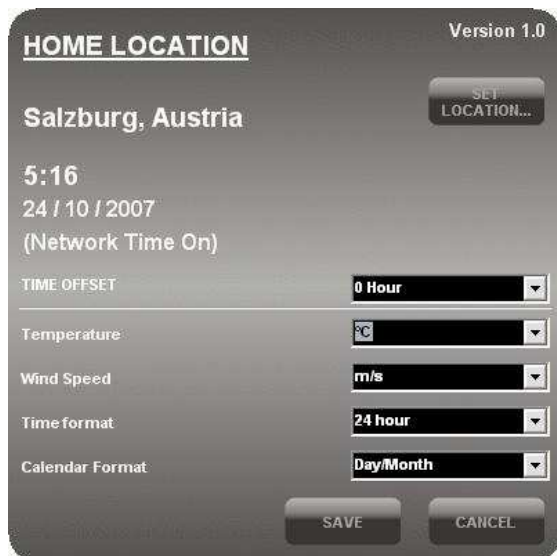 Version 1.0
HOME LOCATION
SET
LOCATION...
Salzburg, Austria
5:16
24 / 10 / 2007
(Network Time On)
TIME OFFSET
0 Hour
Temperature
°C
Wind Speed
m/s
Time format
24 hour
Calendar Format
Day/Month
SAVE
CANCEL